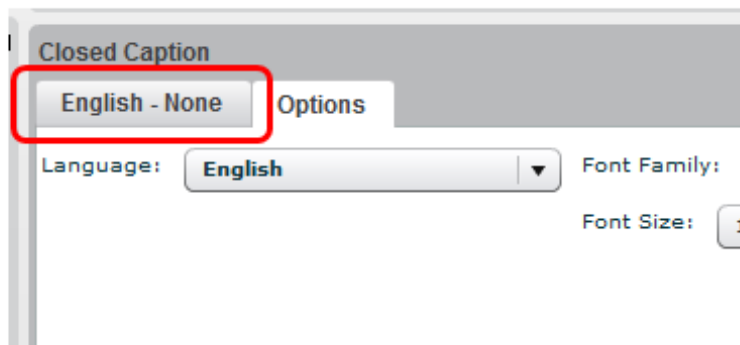 Closed Caption
English - None
Options
Language: English Font Family:
Font Size: